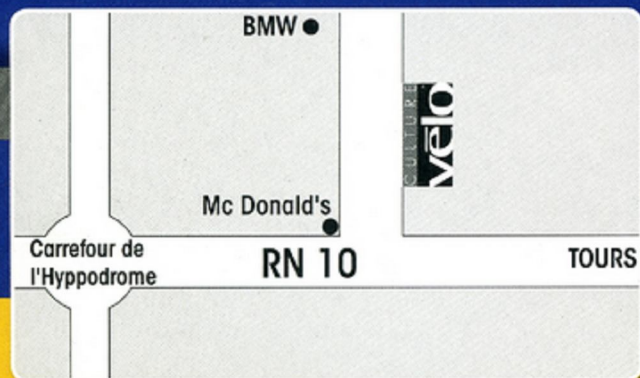 BMW
CULTURE
vélo
Mc Donald's
Carrefour de
l'Hyppodrome
RN 10
TOURS